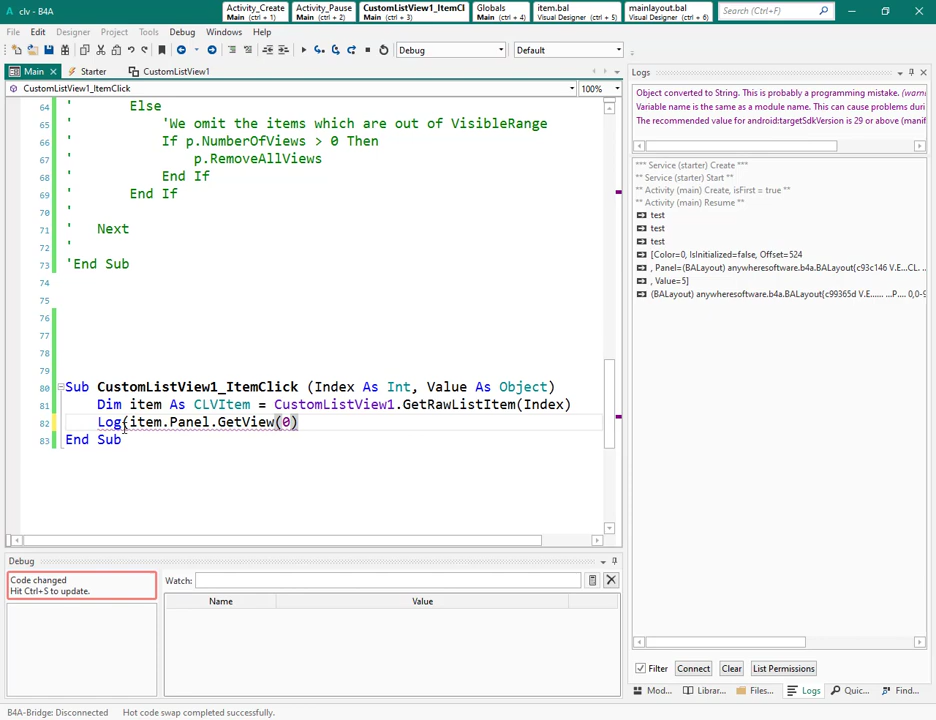 clv - B4A
Activity_Create
Main (ctrl + 1)
Activity_Pause
Main (ctrl + 2)
CustomListView1_ItemCl
Main (ctrl + 3)
Globals
Main (ctrl + 4)
item.bal
Visual Designer (ctrl + 5)
mainlayout.bal
Visual Designer (ctrl + 6)
Search (Ctrl+F)
File Edit Designer Project Tools Debug Windows Help
Debug Default
Main Starter CustomListView1
CustomListView1_ItemClick 100%
64 ' Else
65 ' 'We omit the items which are out of VisibleRange
66 ' If p.NumberOfViews > 0 Then
67 ' p.RemoveAllViews
68 ' End If
69 ' End If
70 '
71 ' Next
72 '
73 'End Sub
74
75
76
77
78
79
80 Sub CustomListView1_ItemClick (Index As Int, Value As Object)
81 Dim item As CLVItem = CustomListView1.GetRawListItem(Index)
82 Log(item.Panel.GetView(0)
83 End Sub
Logs
Object converted to String. This is probably a programming mistake. (warn
Variable name is the same as a module name. This can cause problems duri
The recommended value for android:targetSdkVersion is 29 or above (manif
*** Service (starter) Create ***
** Service (starter) Start **
** Activity (main) Create, isFirst = true **
** Activity (main) Resume **
test
test
test
[Color=0, IsInitialized=false, Offset=524
, Panel=(BALayout) anywheresoftware.b4a.BALayout{c93c146 V.E...CL.
, Value=5]
(BALayout) anywheresoftware.b4a.BALayout{c99365d V.E...... ...P.... 0,0-9
Filter Connect Clear List Permissions
Mod... Librar... Files... Logs Quic... Find...
Debug
Code changed
Hit Ctrl+S to update.
Watch:
Name Value
B4A-Bridge: Disconnected Hot code swap completed successfully.